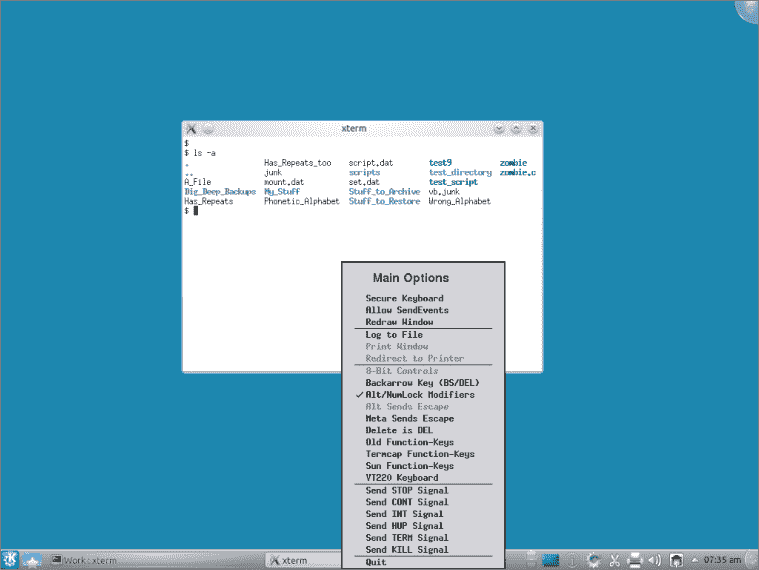 xterm
$
$ ls -a
. Has_Repeats_too script.dat test9 zombie
.. junk scripts test_directory zombie.c
A_File mount.dat set.dat test_script
Big_Deep_Backups My_Stuff Stuff_to_Archive vb.junk
Has_Repeats Phonetic_Alphabet Stuff_to_Restore Wrong_Alphabet
$
Main Options
Secure Keyboard
Allow SendEvents
Redraw Window
Log to File
Print Window
Redirect to Printer
8-Bit Controls
Backarrow Key (BS/DEL)
✓Alt/NumLock Modifiers
Alt Sends Escape
Meta Sends Escape
Delete is DEL
Old Function-Keys
Termcap Function-Keys
Sun Function-Keys
VT220 Keyboard
Send STOP Signal
Send CONT Signal
Send INT Signal
Send HUP Signal
Send TERM Signal
Send KILL Signal
Quit
Work : xterm xterm 07:35 am